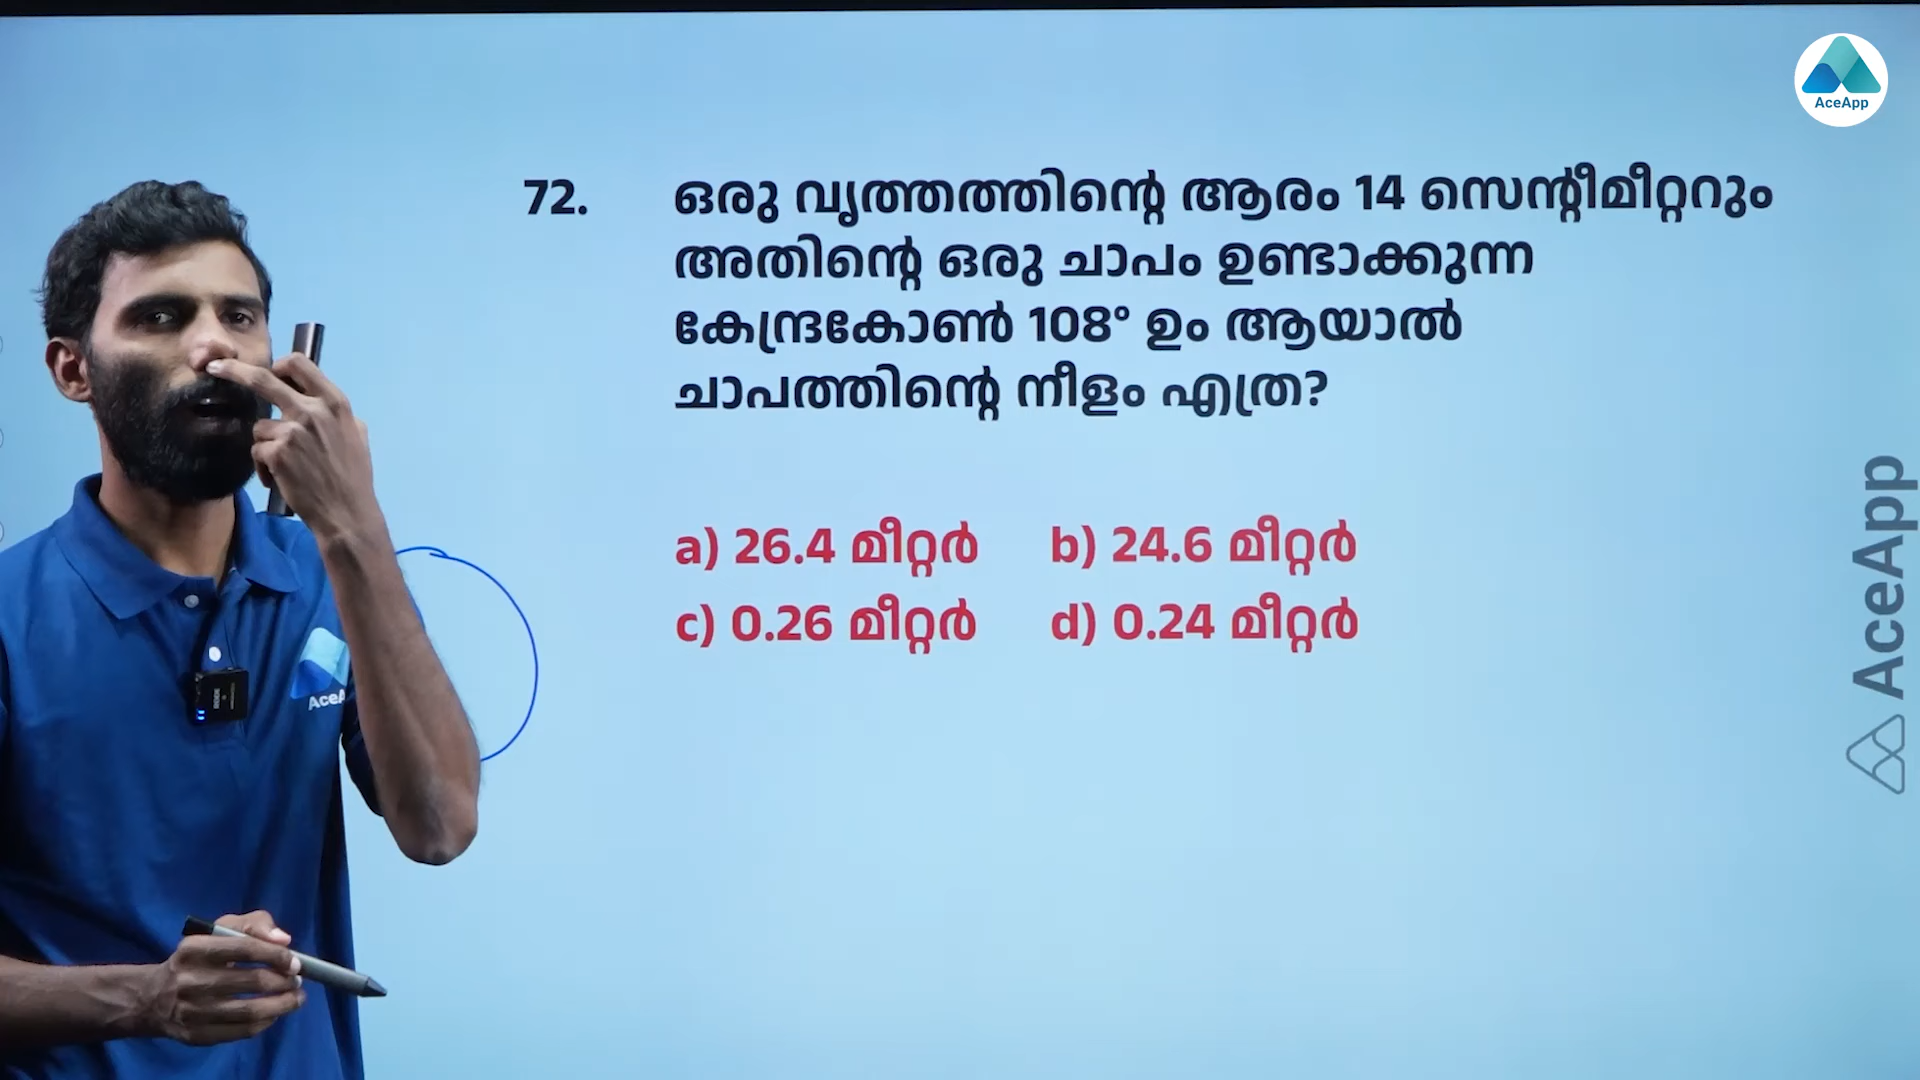 AceApp
72. ഒരു വൃത്തത്തിന്റെ ആരം 14 സെന്റീമീറ്ററും
അതിന്റെ ഒരു ചാപം ഉണ്ടാക്കുന്ന
കേന്ദ്രകോൺ 108° ഉം ആയാൽ
ചാപത്തിന്റെ നീളം എത്ര?
a) 26.4 മീറ്റർ b) 24.6 മീറ്റർ
c) 0.26 മീറ്റർ d) 0.24 മീറ്റർ
AceApp
AceA